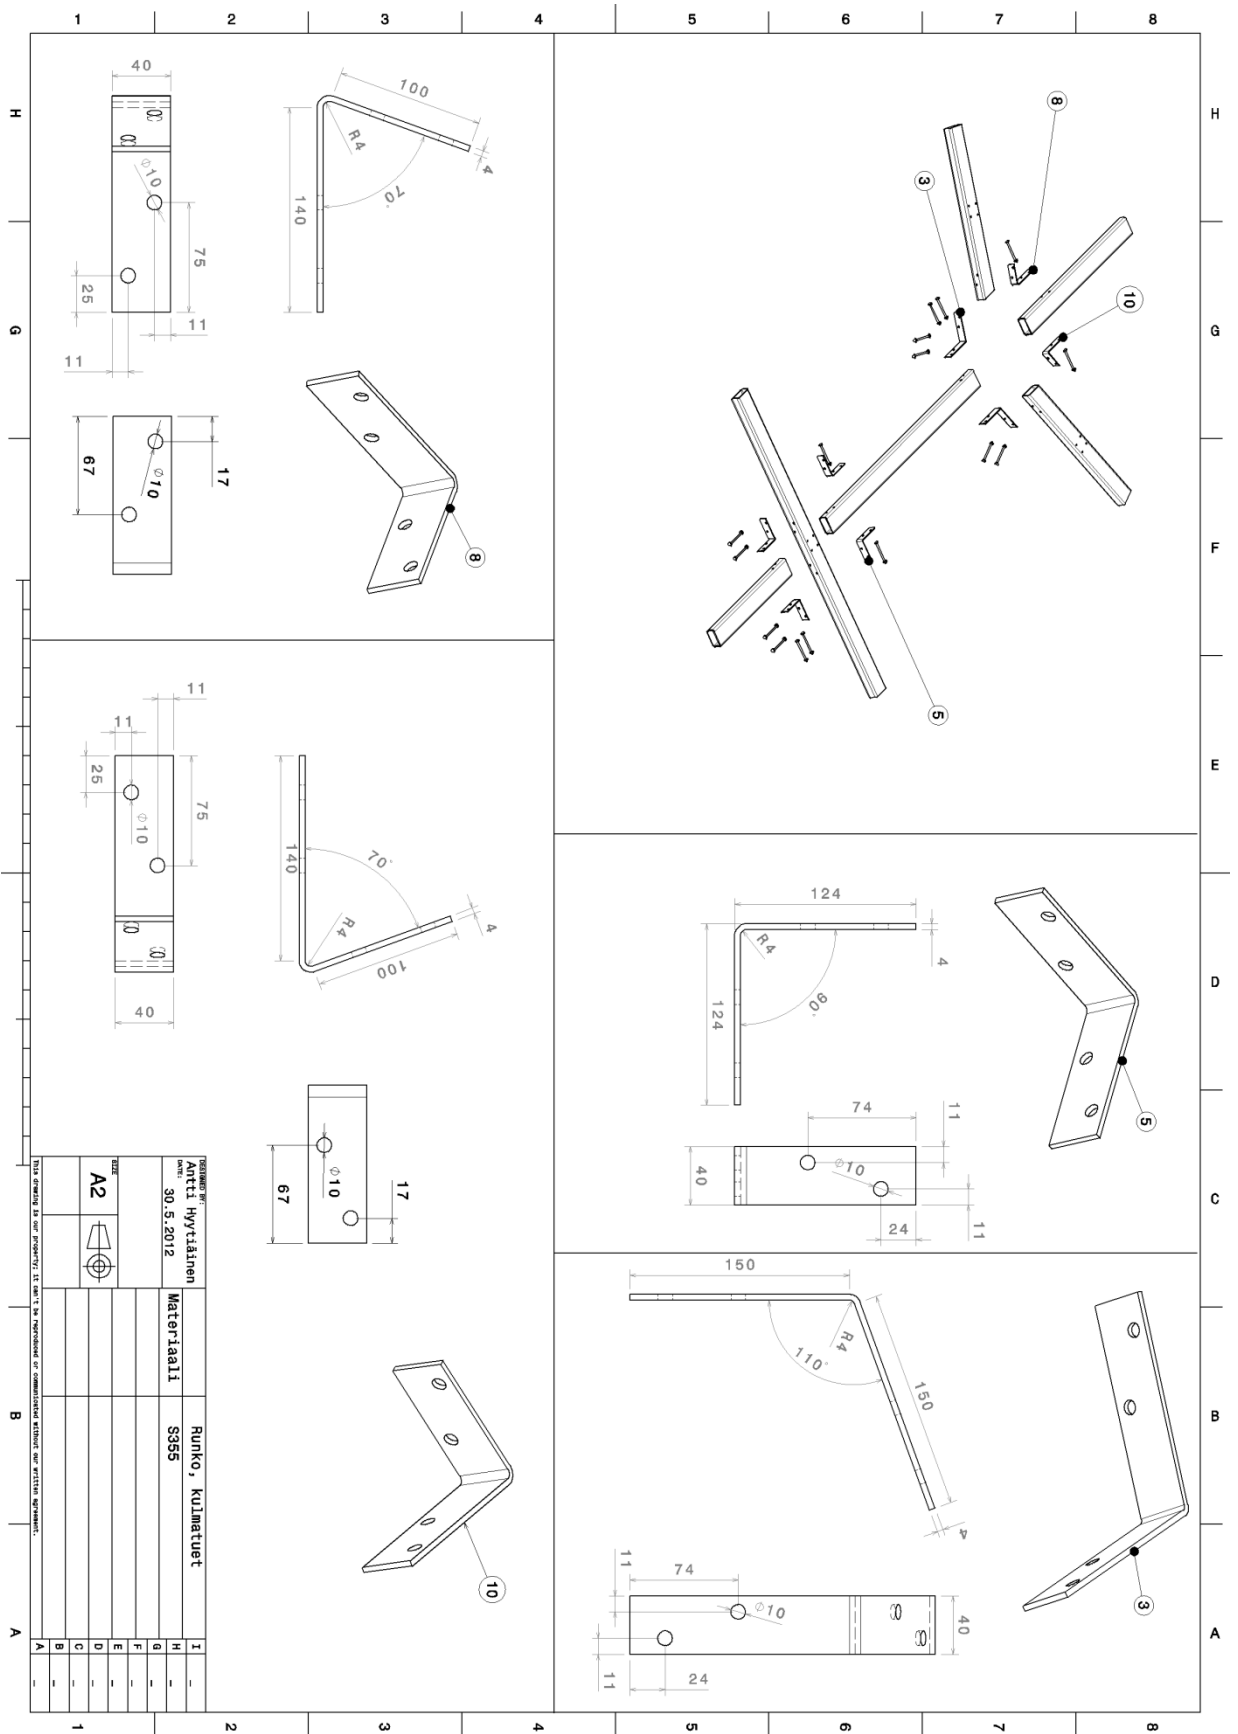 1 2 3 4 5 6 7 8
H G F E D C B A
40
100
4
R4
70°
140
Ø10
75
25
11
11
67
17
Ø10
8
8
3
10
5
11
11
25
75
Ø10
40
140
70°
R4
4
100
Ø10
17
67
10
124
4
R4
90°
124
74
11
40
Ø10
24
11
5
150
R4
110°
150
4
74
11
Ø10
40
24
11
3
DESIGNED BY:
Antti Hyytiäinen
DATE:
30.5.2012
SIZE
A2
Runko, kulmatuet
Materiaali S355
This drawing is our property; it can't be reproduced or communicated without our written agreement.
I -
H -
G -
F -
E -
D -
C -
B -
A -
H G F E D C B A
1 2 3 4 5 6 7 8